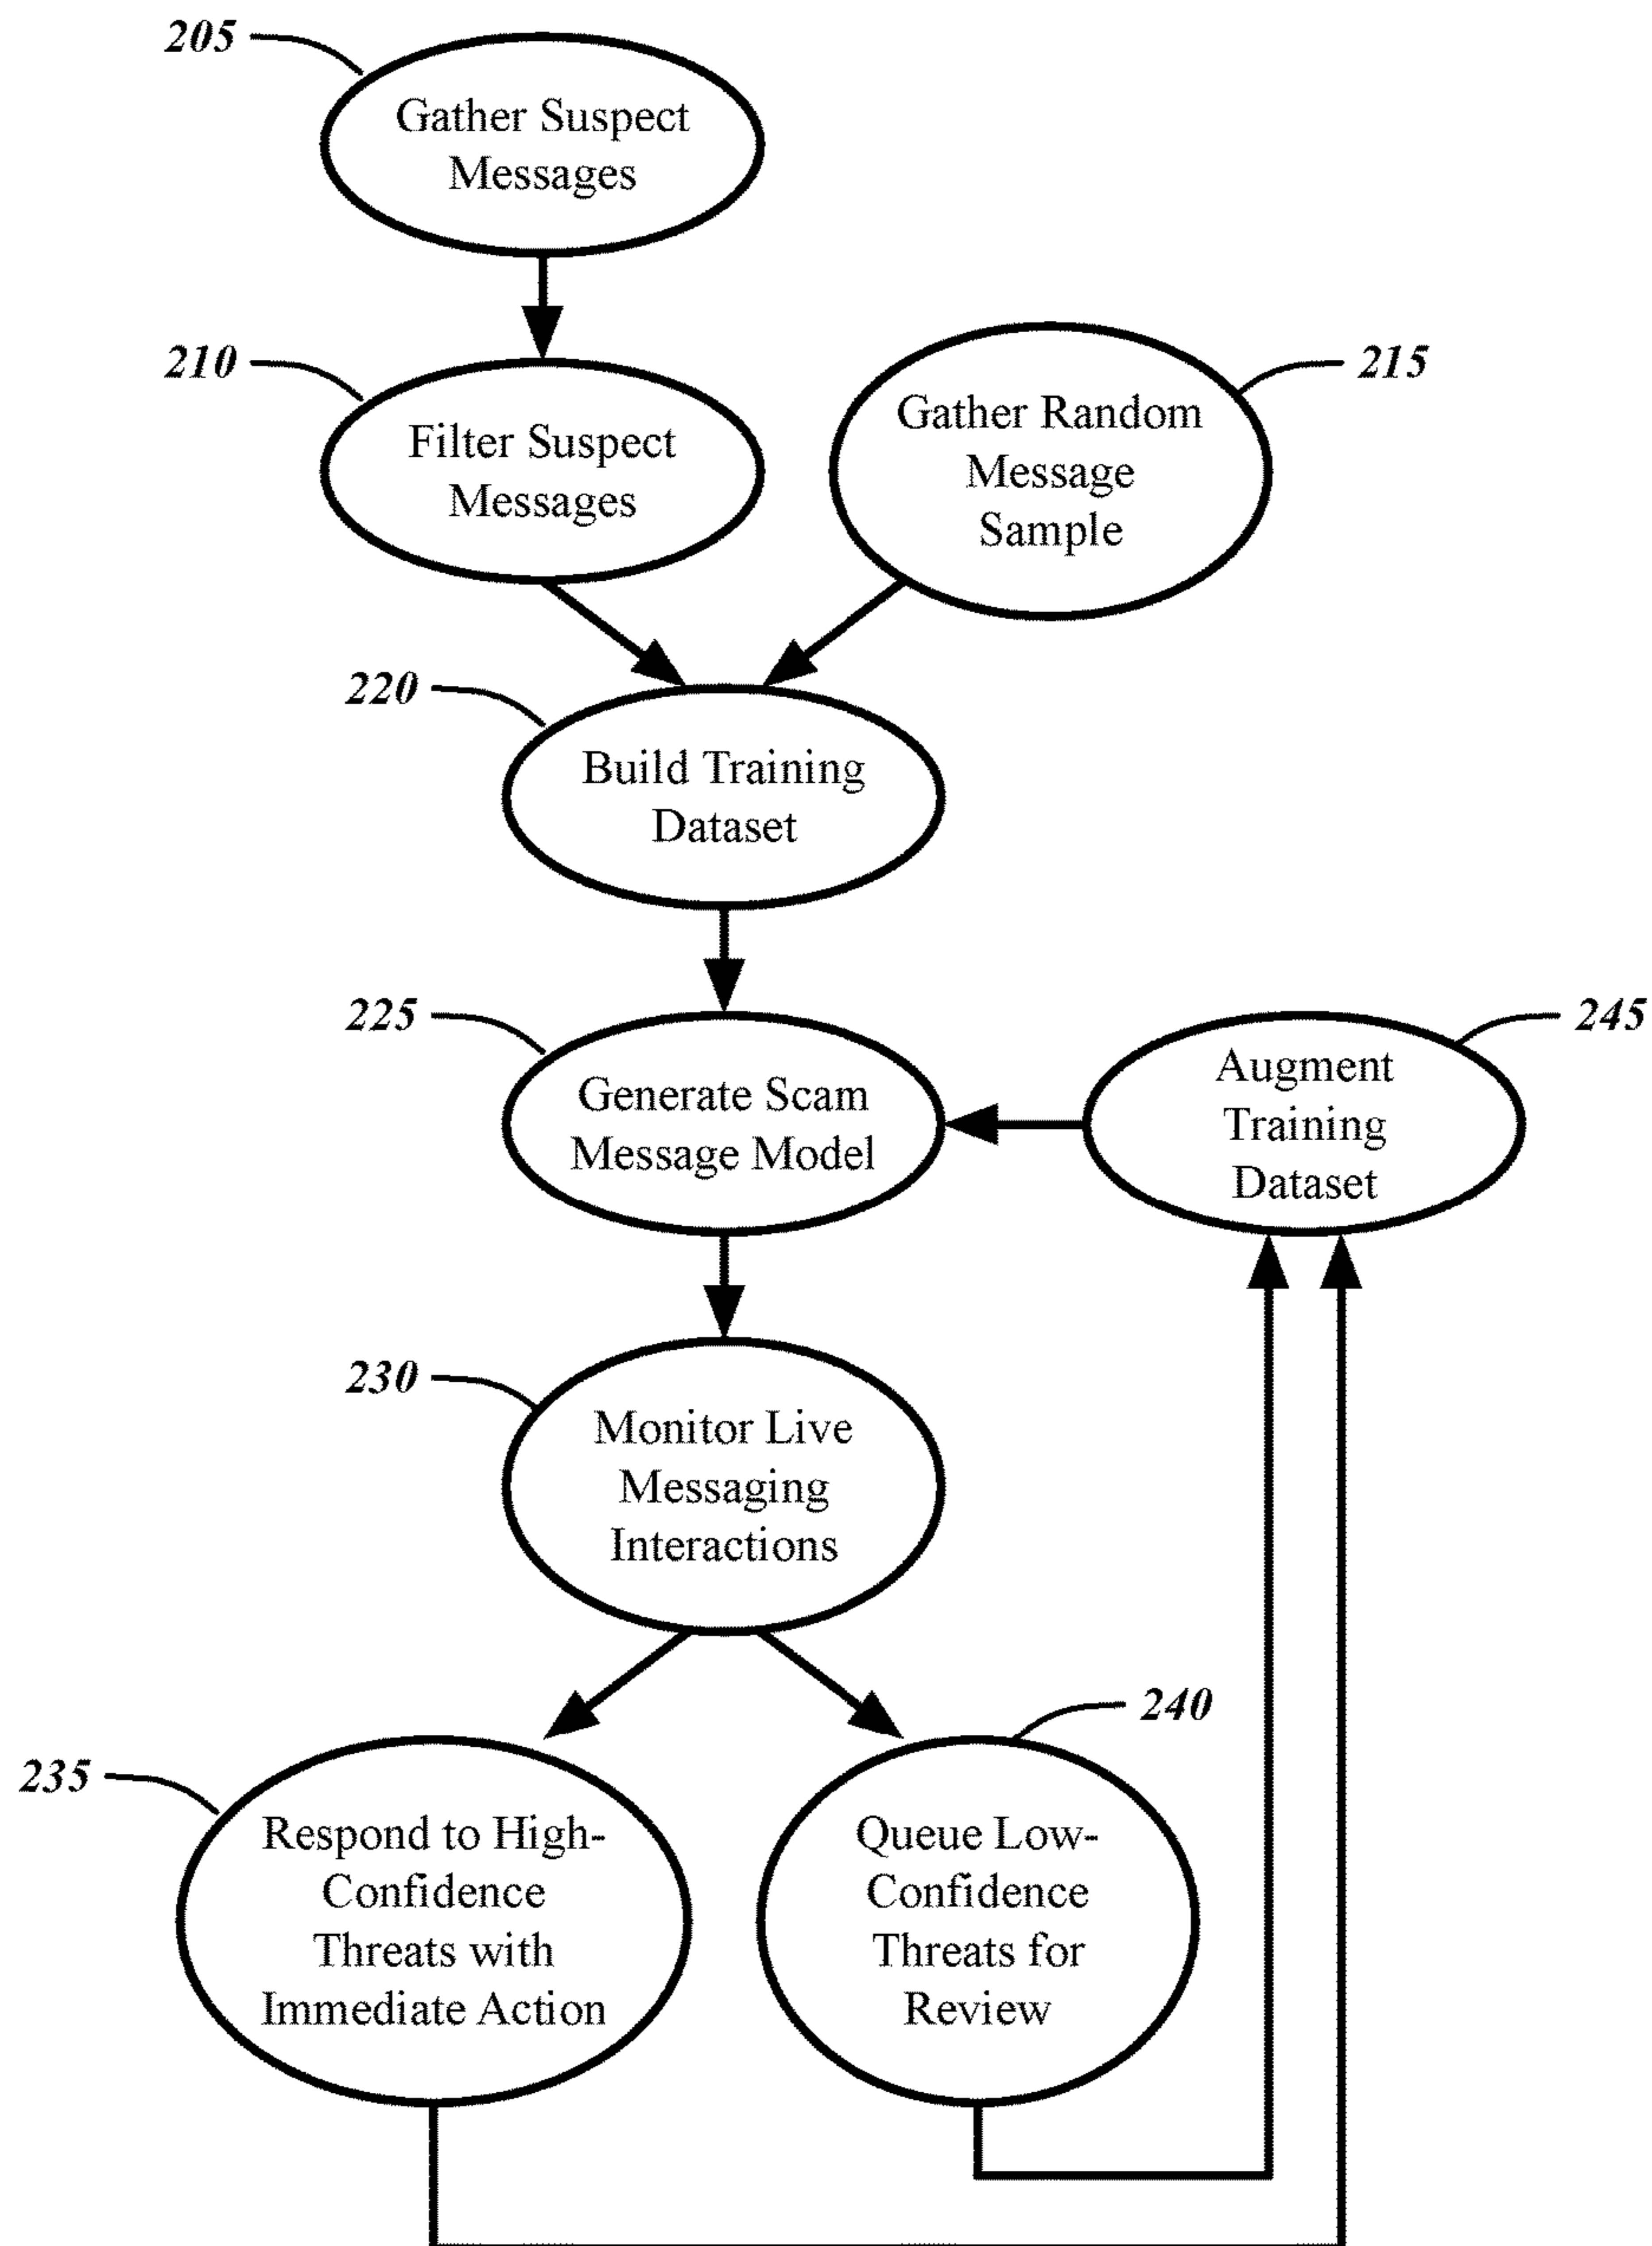 205
Gather Suspect
Messages
210
Filter Suspect
Messages
215
Gather Random
Message
Sample
220
Build Training
Dataset
225
Generate Scam
Message Model
245
Augment
Training
Dataset
230
Monitor Live
Messaging
Interactions
235
Respond to High-
Confidence
Threats with
Immediate Action
240
Queue Low-
Confidence
Threats for
Review